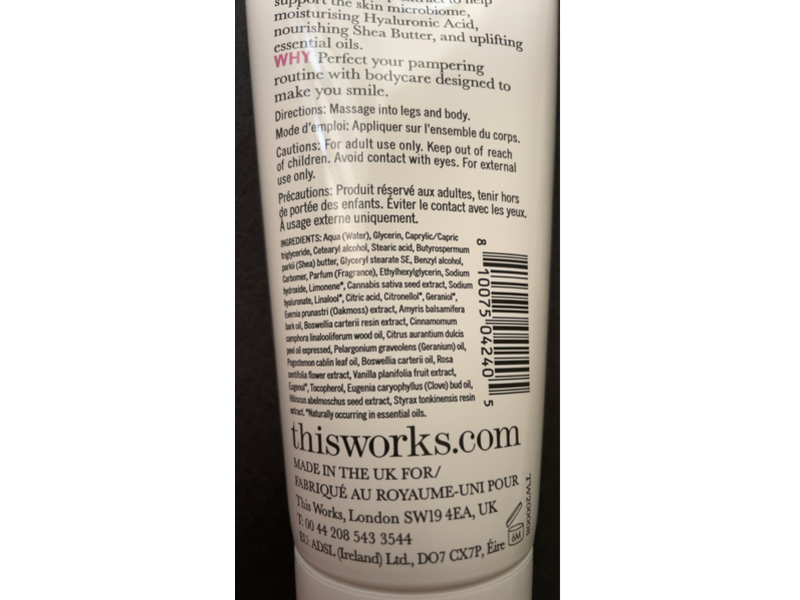 support the skin microbiome,
moisturising Hyaluronic Acid,
nourishing Shea Butter, and uplifting
essential oils.
WHY Perfect your pampering
routine with bodycare designed to
make you smile.
Directions: Massage into legs and body.
Mode d'emploi: Appliquer sur l'ensemble du corps.
Cautions: For adult use only. Keep out of reach
of children. Avoid contact with eyes. For external
use only.
Précautions: Produit réservé aux adultes, tenir hors
de portée des enfants. Éviter le contact avec les yeux.
À usage externe uniquement.
INGREDIENTS: Aqua (Water), Glycerin, Caprylic/Capric
triglyceride, Cetearyl alcohol, Stearic acid, Butyrospermum
parkii (Shea) butter, Glyceryl stearate SE, Benzyl alcohol,
Carbomer, Parfum (Fragrance), Ethylhexylglycerin, Sodium
hydroxide, Limonene*, Cannabis sativa seed extract, Sodium
hyaluronate, Linalool*, Citric acid, Citronellol*, Geraniol*,
Evernia prunastri (Oakmoss) extract, Amyris balsamifera
bark oil, Boswellia carterii resin extract, Cinnamomum
camphora linalooliferum wood oil, Citrus aurantium dulcis
peel oil expressed, Pelargonium graveolens (Geranium) oil,
Pogostemon cablin leaf oil, Boswellia carterii oil, Rosa
centifolia flower extract, Vanilla planifolia fruit extract,
Eugenol*, Tocopherol, Eugenia caryophyllus (Clove) bud oil,
Hibiscus abelmoschus seed extract, Styrax tonkinensis resin
extract. *Naturally occurring in essential oils.
8 10075 04240 5
thisworks.com
MADE IN THE UK FOR/
FABRIQUÉ AU ROYAUME-UNI POUR
This Works, London SW19 4EA, UK
T: 00 44 208 543 3544
EU: ADSL (Ireland) Ltd., DO7 CX7P, Éire
6M
TW200008